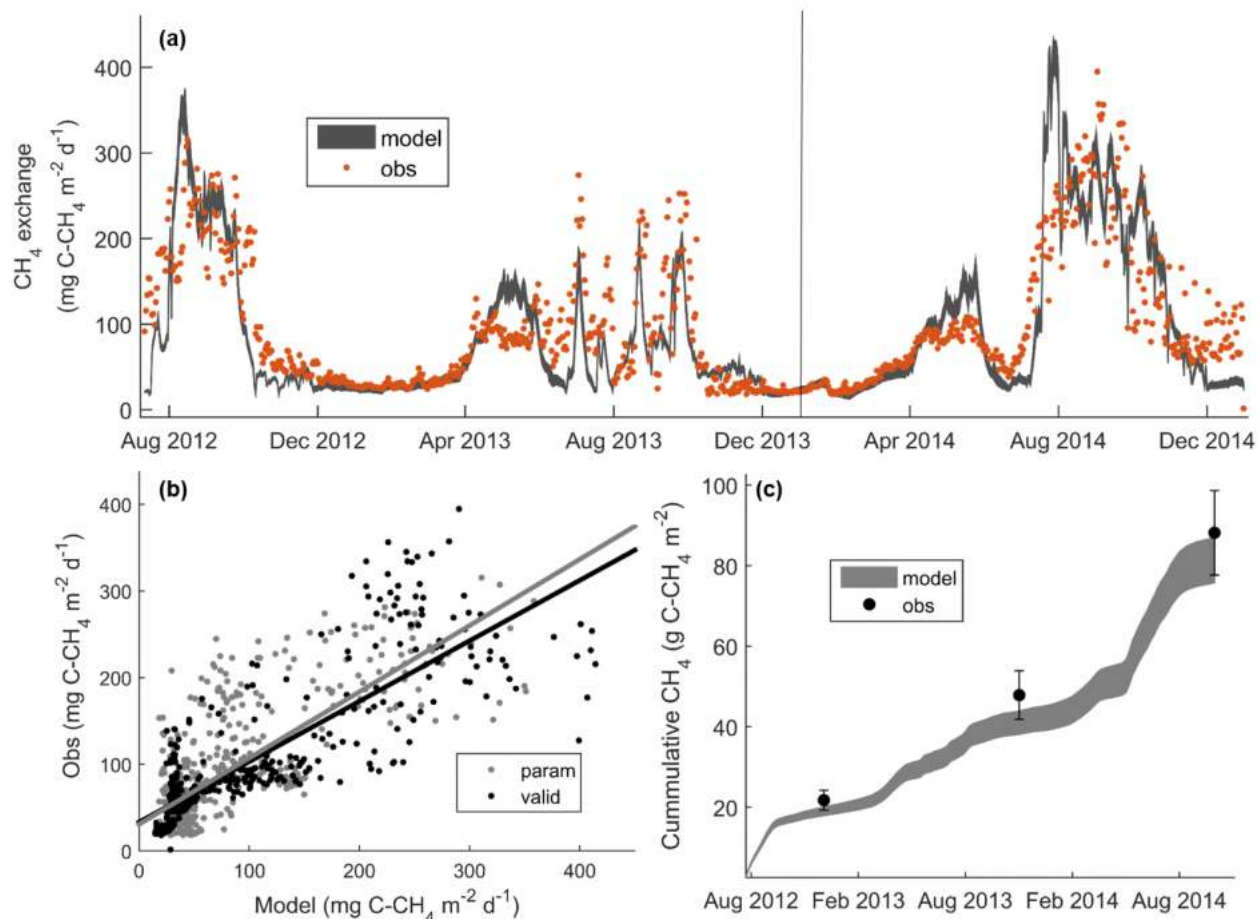 (a)
CH4 exchange
(mg C-CH4 m-2 d-1)
400
300
200
100
0
model
obs
Aug 2012
Dec 2012
Apr 2013
Aug 2013
Dec 2013
Apr 2014
Aug 2014
Dec 2014
(b)
Obs (mg C-CH4 m-2 d-1)
400
300
200
100
0
param
valid
0
100
200
300
400
Model (mg C-CH4 m-2 d-1)
(c)
Cummulative CH4 (g C-CH4 m-2)
100
80
60
40
20
model
obs
Aug 2012
Feb 2013
Aug 2013
Feb 2014
Aug 2014